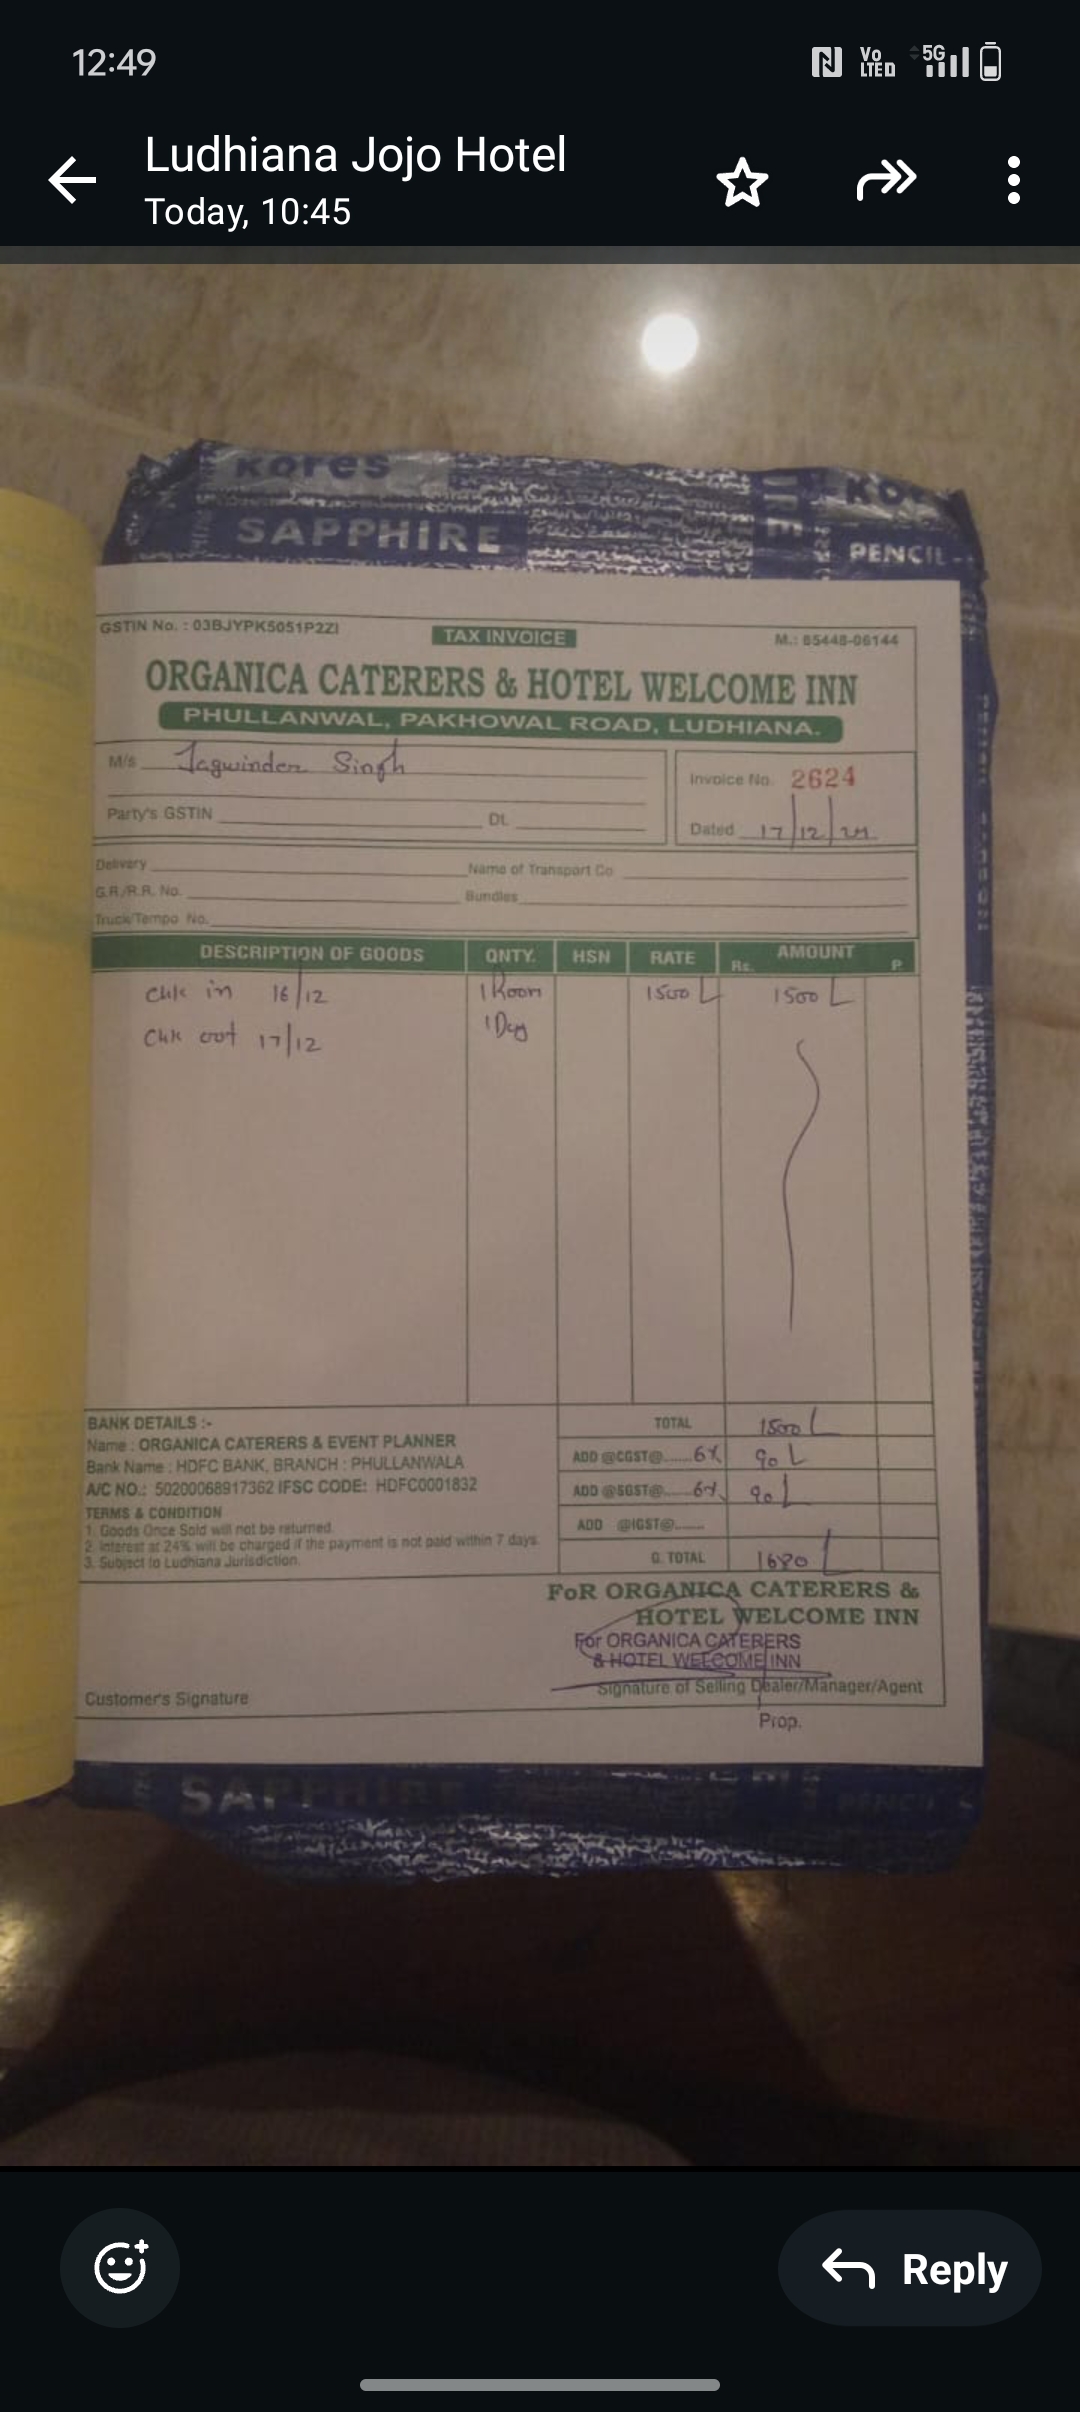 12:49
Vo LTE D 5G
Ludhiana Jojo Hotel
Today, 10:45
Kores
SAPPHIRE
PENCIL
GSTIN No. : 03BJYPK5051P2ZI TAX INVOICE M.: 85448-06144
ORGANICA CATERERS & HOTEL WELCOME INN
PHULLANWAL, PAKHOWAL ROAD, LUDHIANA.
M/s Jagwinder Singh
Invoice No. 2624
Party's GSTIN Dt.
Dated 17/12/24
Delivery Name of Transport Co
G.R./R.R. No. Bundles
Truck/Tempo No.
DESCRIPTION OF GOODS QNTY. HSN RATE AMOUNT
Rs. P.
Chk in 16/12 1 Room 1500 1500
Chk out 17/12 1 Day
BANK DETAILS :-
Name : ORGANICA CATERERS & EVENT PLANNER
Bank Name : HDFC BANK, BRANCH : PHULLANWALA
A/C NO.: 50200068917362 IFSC CODE: HDFC0001832
TERMS & CONDITION
1. Goods Once Sold will not be returned.
2. Interest at 24% will be charged if the payment is not paid within 7 days.
3. Subject to Ludhiana Jurisdiction.
TOTAL 1500
ADD @CGST@........6% 90
ADD @SGST@........6% 90
ADD @IGST@........
G. TOTAL 1680
FoR ORGANICA CATERERS &
HOTEL WELCOME INN
For ORGANICA CATERERS
& HOTEL WELCOME INN
Signature of Selling Dealer/Manager/Agent
Customer's Signature
Prop.
SAPPHIRE
PENCIL
Reply